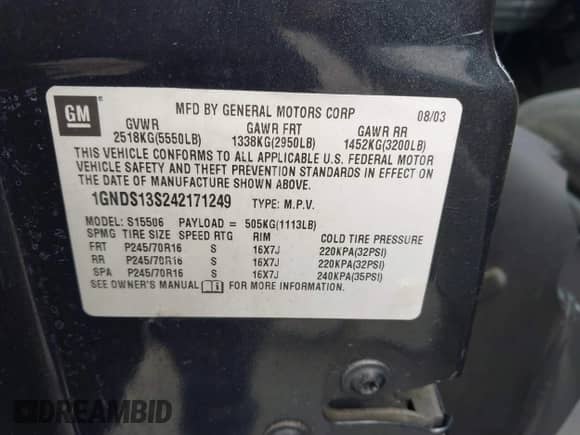 GM
MFD BY GENERAL MOTORS CORP 08/03
GVWR GAWR FRT GAWR RR
2518KG(5550LB) 1338KG(2950LB) 1452KG(3200LB)
THIS VEHICLE CONFORMS TO ALL APPLICABLE U.S. FEDERAL MOTOR
VEHICLE SAFETY AND THEFT PREVENTION STANDARDS IN EFFECT ON
THE DATE OF MANUFACTURE SHOWN ABOVE.
1GNDS13S242171249 TYPE: M.P.V.
MODEL: S15506 PAYLOAD = 505KG(1113LB)
SPMG TIRE SIZE SPEED RTG RIM COLD TIRE PRESSURE
FRT P245/70R16 S 16X7J 220KPA(32PSI)
RR P245/70R16 S 16X7J 220KPA(32PSI)
SPA P245/70R16 S 16X7J 240KPA(35PSI)
SEE OWNER'S MANUAL FOR MORE INFORMATION.
DREAMBID